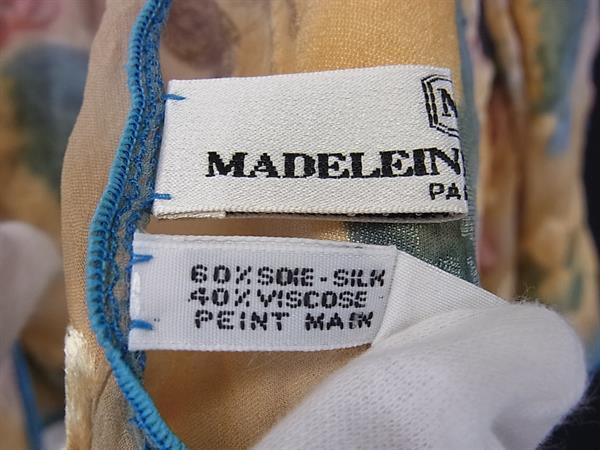 MADELEIN
PA
60% SOIE-SILK
40% VISCOSE
PEINT MAIN